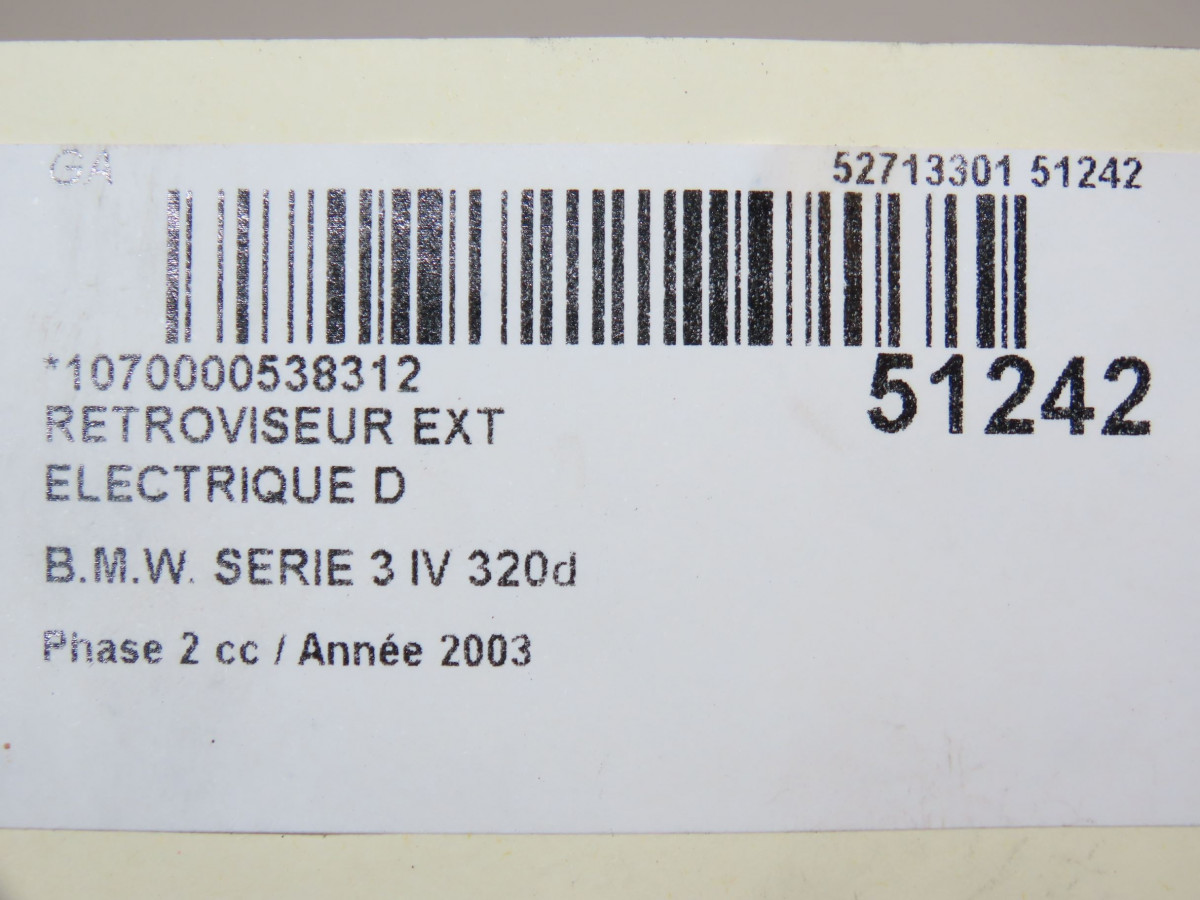 GA
52713301 51242
*1070000538312
51242
RETROVISEUR EXT
ELECTRIQUE D
B.M.W. SERIE 3 IV 320d
Phase 2 cc / Année 2003